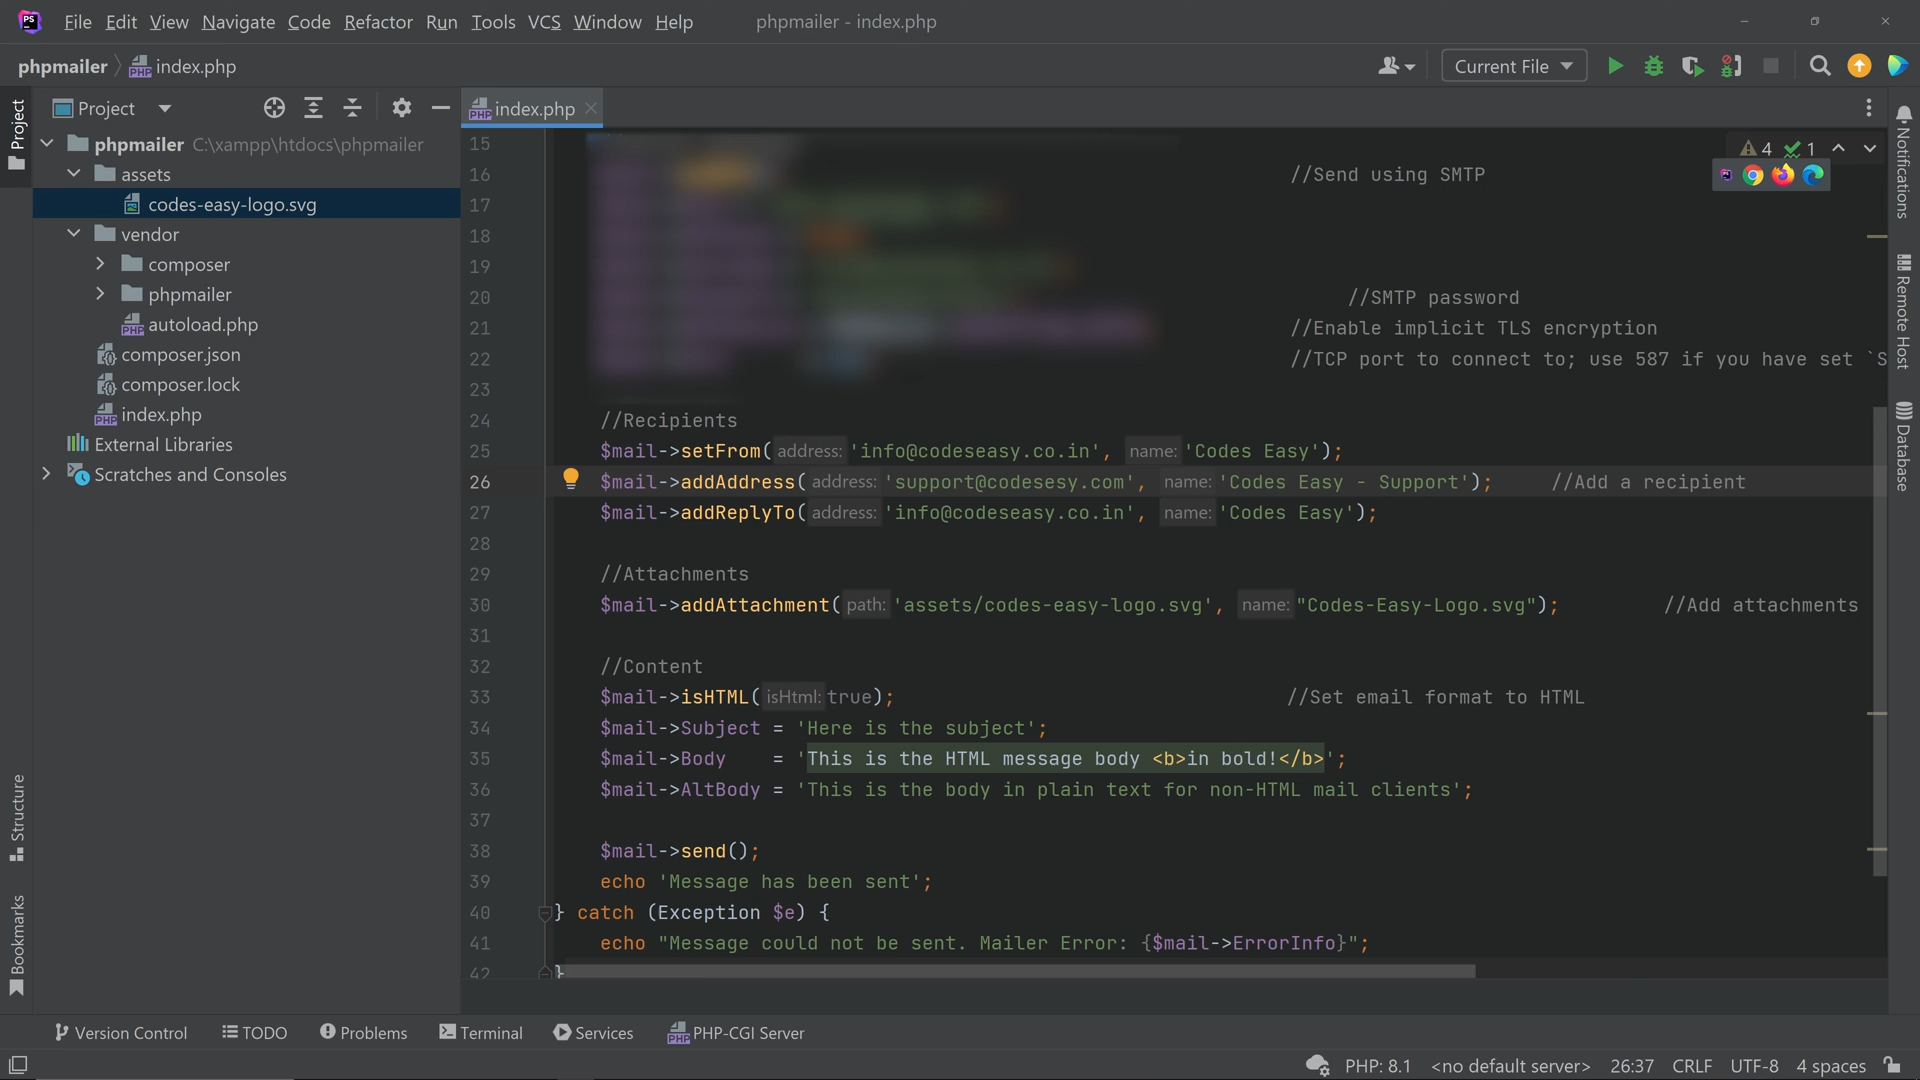 File Edit View Navigate Code Refactor Run Tools VCS Window Help phpmailer - index.php
phpmailer index.php Current File
Project index.php
Project
phpmailer C:\xampp\htdocs\phpmailer
assets
codes-easy-logo.svg
vendor
composer
phpmailer
autoload.php
composer.json
composer.lock
index.php
External Libraries
Scratches and Consoles
Structure
Bookmarks
4 1
15
16 //Send using SMTP
17
18
19
20 //SMTP password
21 //Enable implicit TLS encryption
22 //TCP port to connect to; use 587 if you have set `S
23
24 //Recipients
25 $mail->setFrom( address: 'info@codeseasy.co.in', name: 'Codes Easy');
26 $mail->addAddress( address: 'support@codesesy.com', name: 'Codes Easy - Support'); //Add a recipient
27 $mail->addReplyTo( address: 'info@codeseasy.co.in', name: 'Codes Easy');
28
29 //Attachments
30 $mail->addAttachment( path: 'assets/codes-easy-logo.svg', name: "Codes-Easy-Logo.svg"); //Add attachments
31
32 //Content
33 $mail->isHTML( isHtml: true); //Set email format to HTML
34 $mail->Subject = 'Here is the subject';
35 $mail->Body = 'This is the HTML message body <b>in bold!</b>';
36 $mail->AltBody = 'This is the body in plain text for non-HTML mail clients';
37
38 $mail->send();
39 echo 'Message has been sent';
40 } catch (Exception $e) {
41 echo "Message could not be sent. Mailer Error: {$mail->ErrorInfo}";
42 }
Notifications
Remote Host
Database
Version Control TODO Problems Terminal Services PHP-CGI Server
PHP: 8.1 <no default server> 26:37 CRLF UTF-8 4 spaces